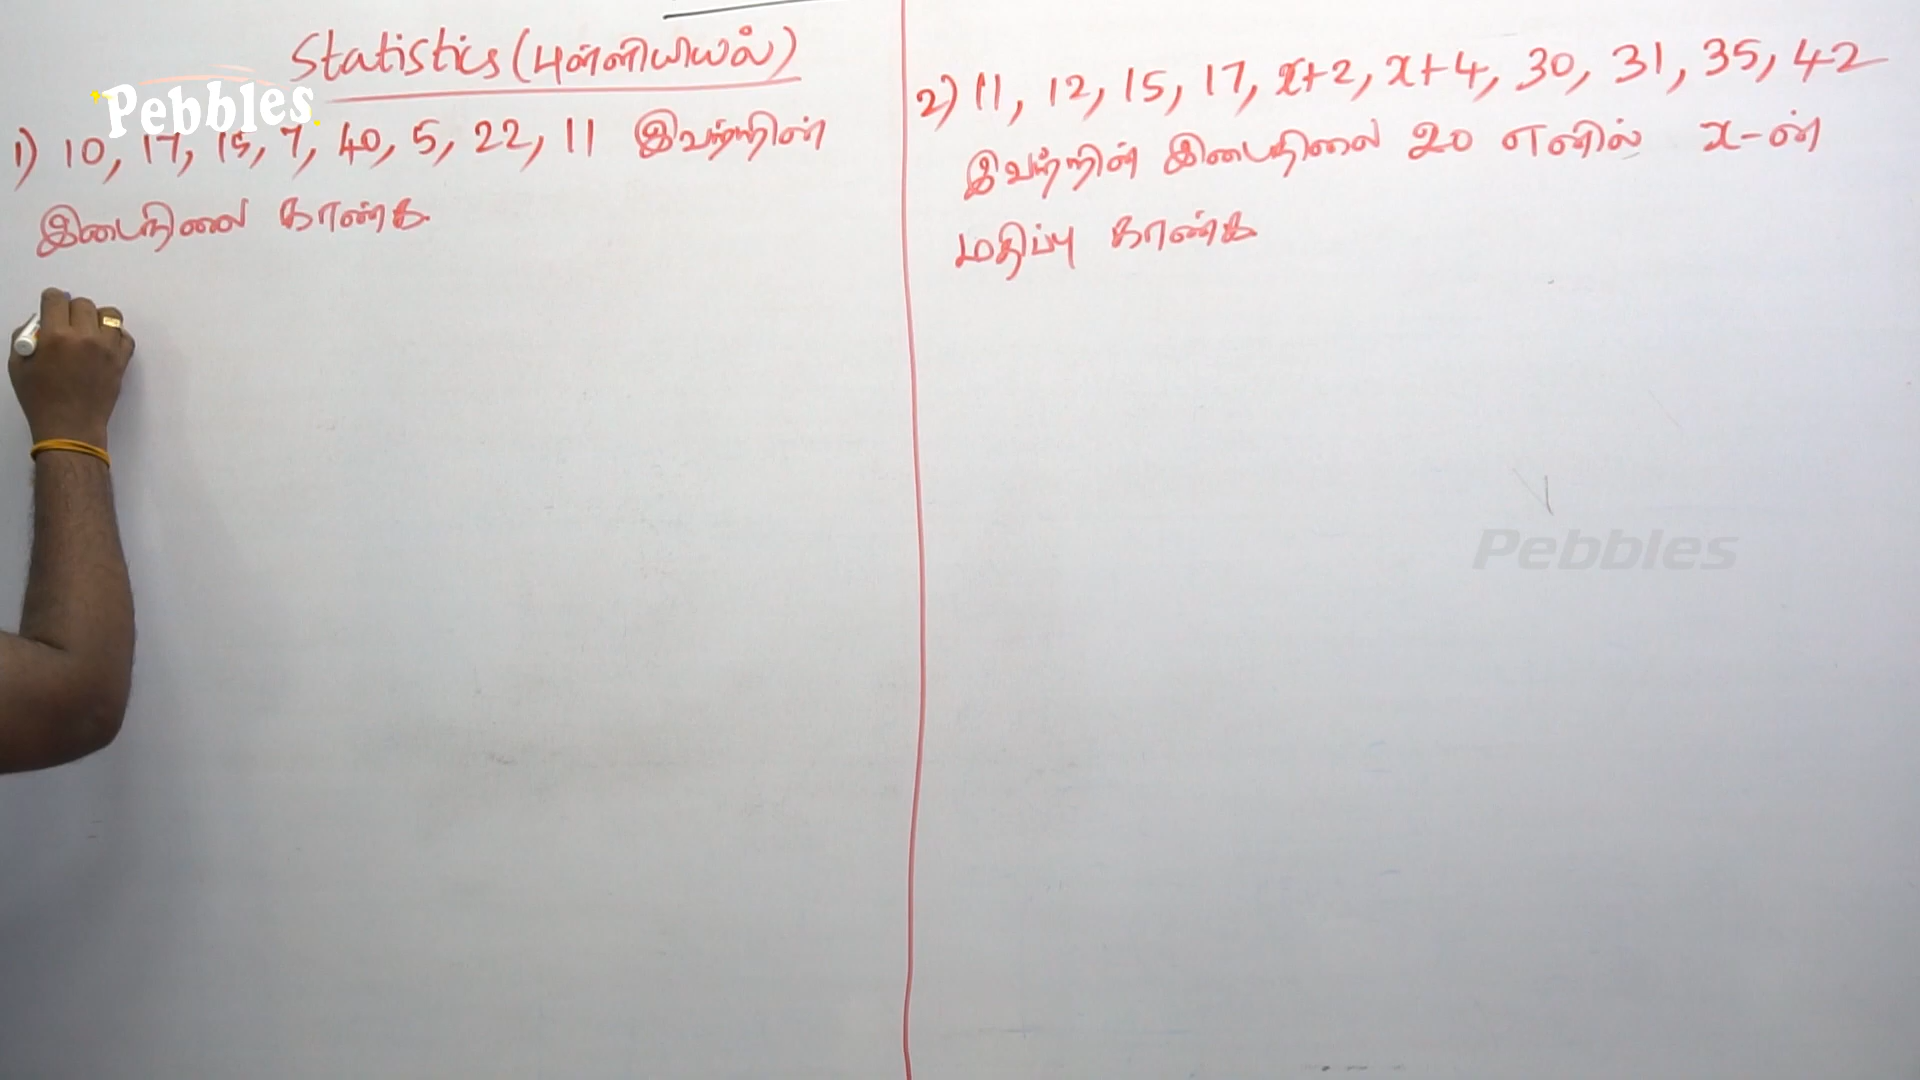 Statistics (புள்ளியியல்)
Pebbles
1) 10, 17, 15, 7, 40, 5, 22, 11 இவற்றின்
இடைநிலை காண்க.
2) 11, 12, 15, 17, x+2, x+4, 30, 31, 35, 42
இவற்றின் இடைநிலை 20 எனில் x-ன்
மதிப்பு காண்க
Pebbles